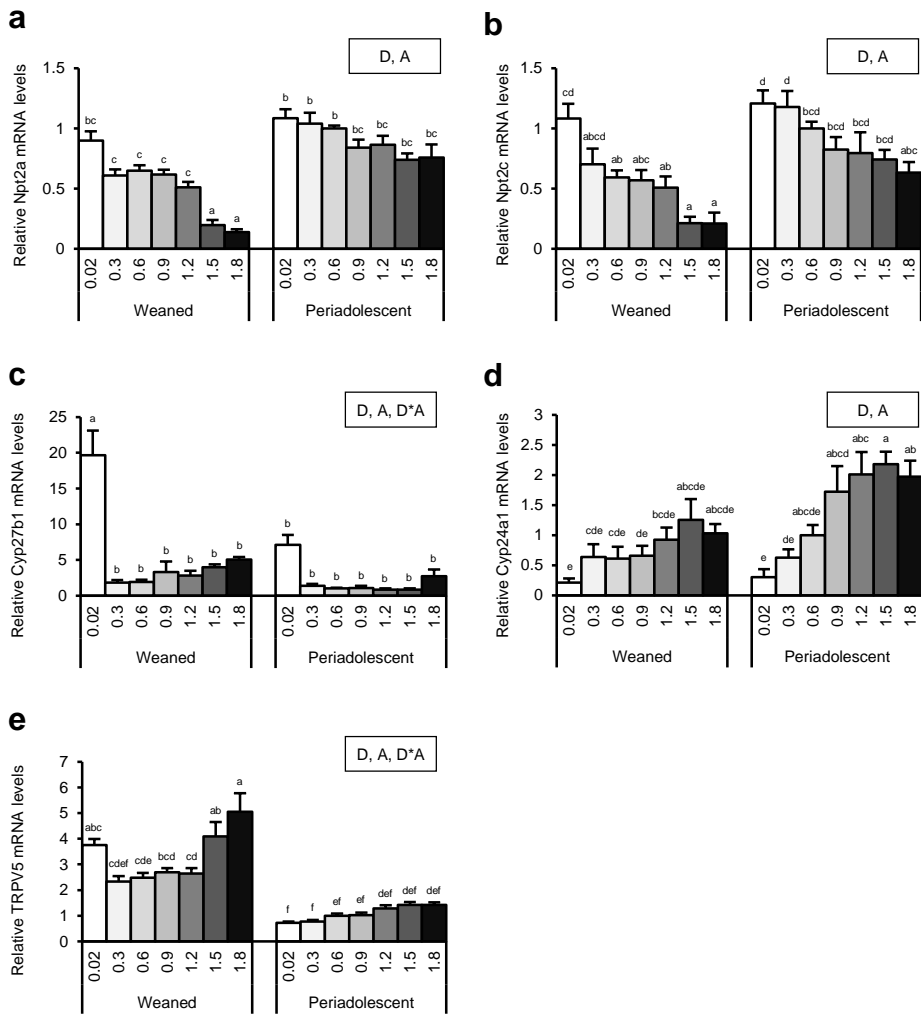 a
D, A
Relative Npt2a mRNA levels
1.5
1
0.5
0
bc c c c c a a b b b bc bc bc bc
0.02 0.3 0.6 0.9 1.2 1.5 1.8 0.02 0.3 0.6 0.9 1.2 1.5 1.8
Weaned Periadolescent
b
D, A
Relative Npt2c mRNA levels
1.5
1
0.5
0
cd abcd ab abc ab a a d d bcd bcd bcd bcd abc
0.02 0.3 0.6 0.9 1.2 1.5 1.8 0.02 0.3 0.6 0.9 1.2 1.5 1.8
Weaned Periadolescent
c
D, A, D*A
Relative Cyp27b1 mRNA levels
25
20
15
10
5
0
a b b b b b b b b b b b b b
0.02 0.3 0.6 0.9 1.2 1.5 1.8 0.02 0.3 0.6 0.9 1.2 1.5 1.8
Weaned Periadolescent
d
D, A
Relative Cyp24a1 mRNA levels
3
2.5
2
1.5
1
0.5
0
e cde cde de bcde abcde abcde e de abcde abcd abc a ab
0.02 0.3 0.6 0.9 1.2 1.5 1.8 0.02 0.3 0.6 0.9 1.2 1.5 1.8
Weaned Periadolescent
e
D, A, D*A
Relative TRPV5 mRNA levels
7
6
5
4
3
2
1
0
abc cdef cde bcd cd ab a f f ef ef def def def
0.02 0.3 0.6 0.9 1.2 1.5 1.8 0.02 0.3 0.6 0.9 1.2 1.5 1.8
Weaned Periadolescent